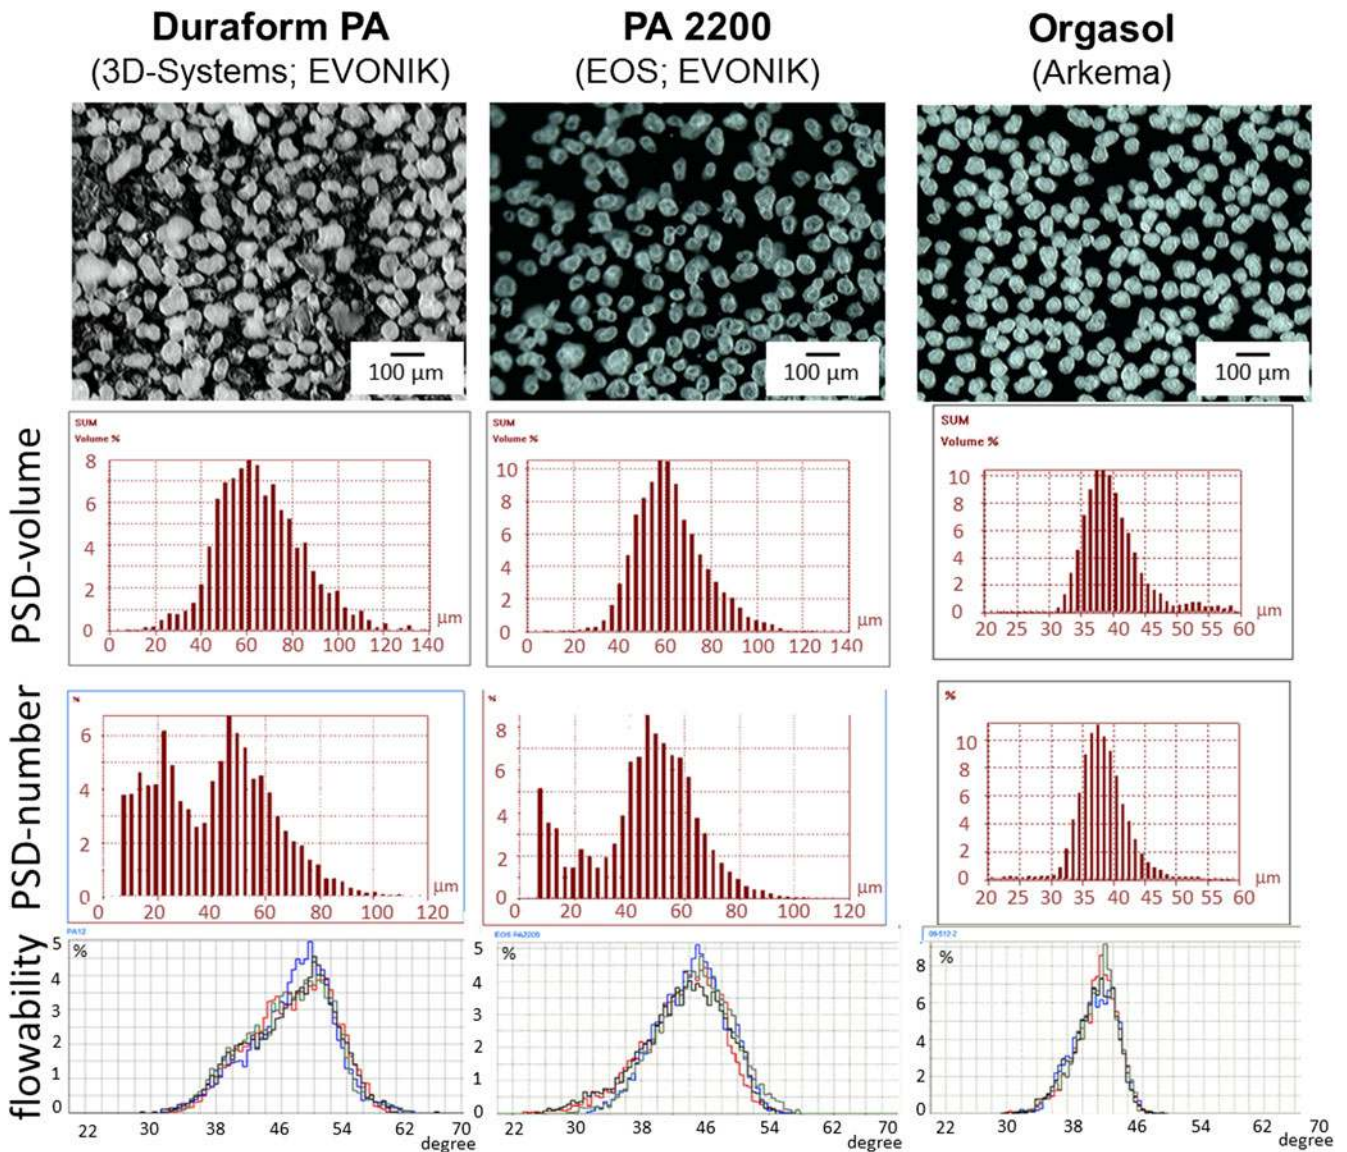 Duraform PA
(3D-Systems; EVONIK)
PA 2200
(EOS; EVONIK)
Orgasol
(Arkema)
100 µm
100 µm
100 µm
PSD-volume
SUM
Volume %
8
6
4
2
0
0 20 40 60 80 100 120 140
µm
SUM
Volume %
10
8
6
4
2
0
0 20 40 60 80 100 120 140
µm
SUM
Volume %
10
8
6
4
2
0
20 25 30 35 40 45 50 55 60
µm
PSD-number
%
6
4
2
0
0 20 40 60 80 100 120
µm
%
8
6
4
2
0
0 20 40 60 80 100 120
µm
%
10
8
6
4
2
0
20 25 30 35 40 45 50 55 60
µm
flowability
PA12
%
5
4
3
2
1
0
22 30 38 46 54 62 70
degree
EOS PA2205
%
5
4
3
2
1
0
22 30 38 46 54 62 70
degree
%
8
6
4
2
0
22 30 38 46 54 62 70
degree